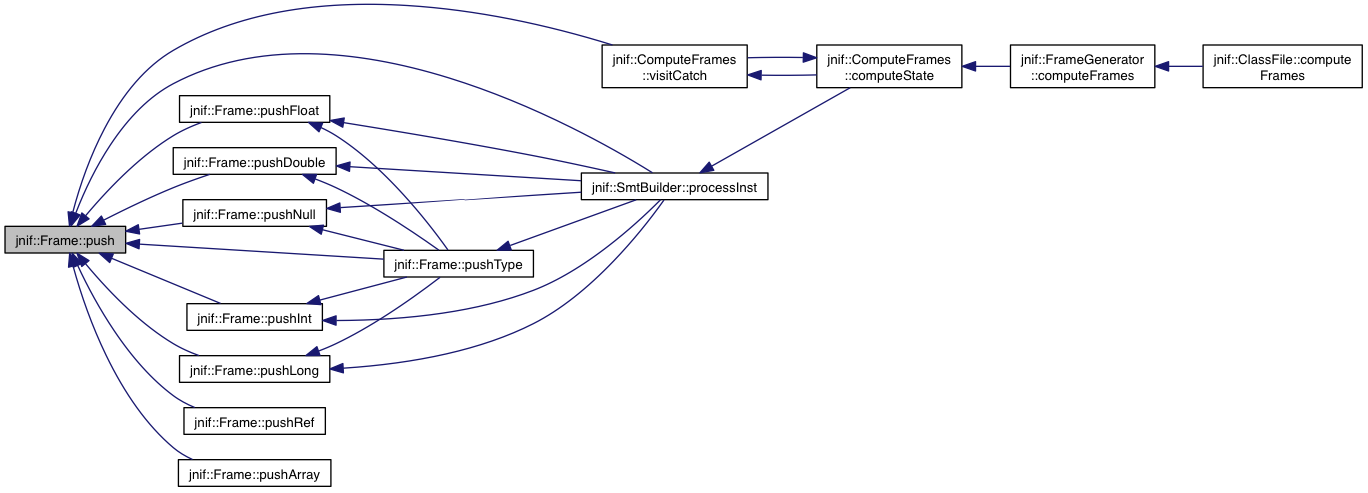 jnif::ComputeFrames
::visitCatch
jnif::ComputeFrames
::computeState
jnif::FrameGenerator
::computeFrames
jnif::ClassFile::compute
Frames
jnif::Frame::pushFloat
jnif::Frame::pushDouble
jnif::SmtBuilder::processInst
jnif::Frame::pushNull
jnif::Frame::push
jnif::Frame::pushType
jnif::Frame::pushInt
jnif::Frame::pushLong
jnif::Frame::pushRef
jnif::Frame::pushArray